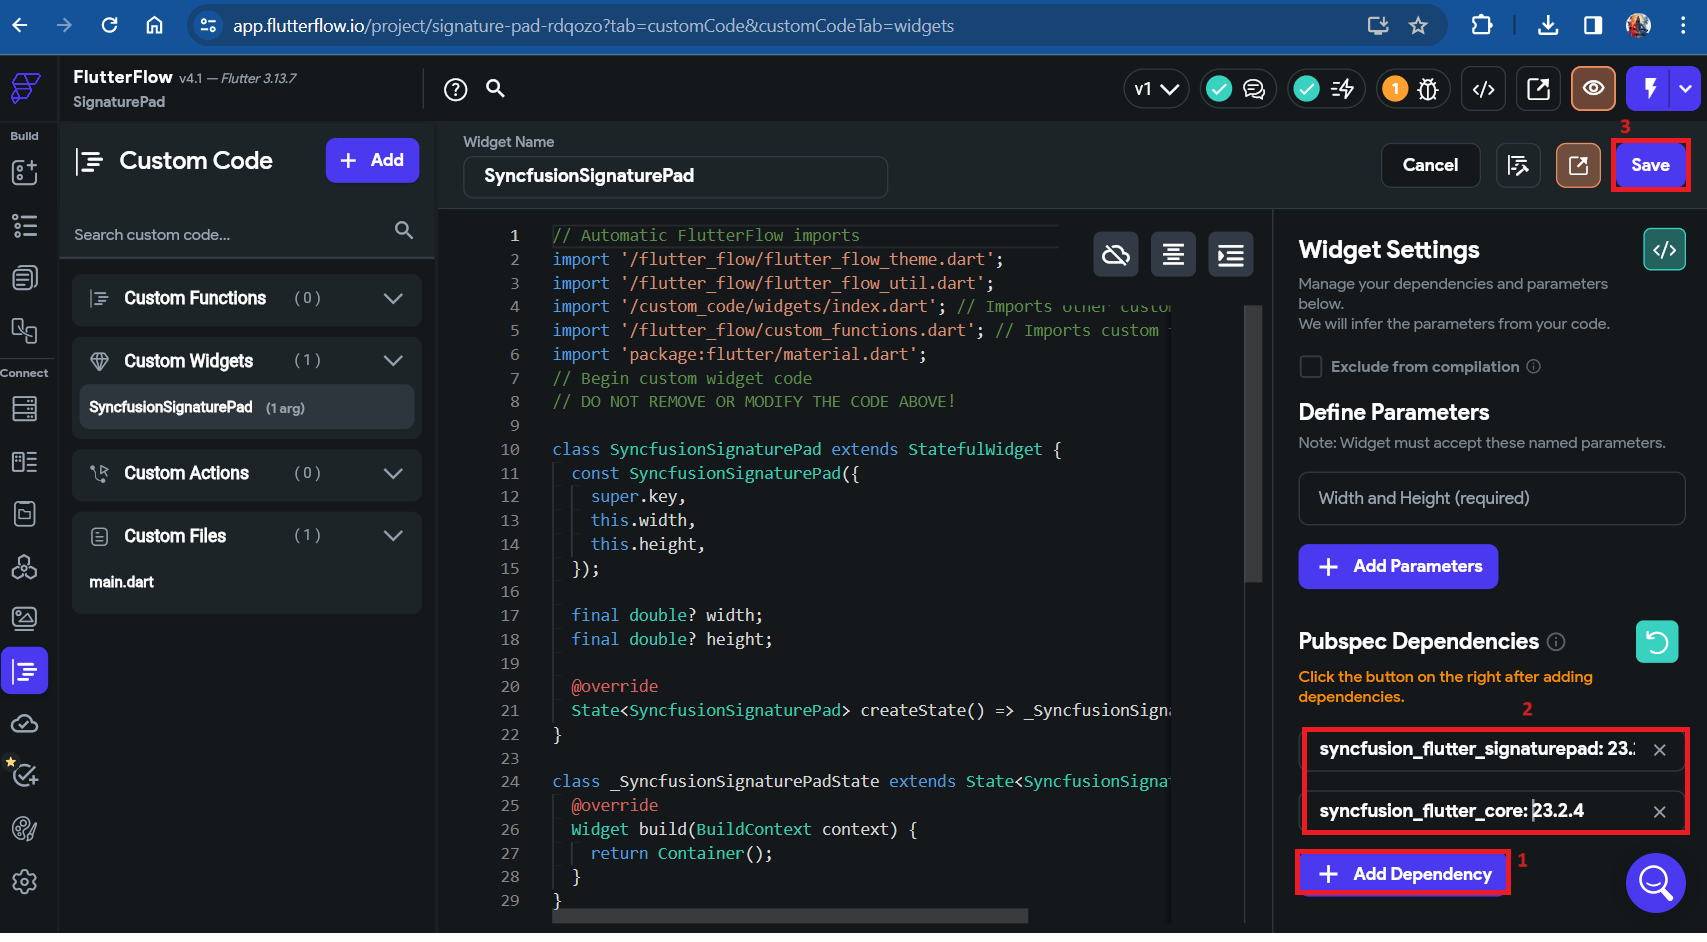 app.flutterflow.io/project/signature-pad-rdqozo?tab=customCode&customCodeTab=widgets
FlutterFlow v4.1 — Flutter 3.13.7
SignaturePad
?
v1
1
</>
Build
Connect
Custom Code
+ Add
Search custom code...
Custom Functions (0)
Custom Widgets (1)
SyncfusionSignaturePad (1 arg)
Custom Actions (0)
Custom Files (1)
main.dart
Widget Name
SyncfusionSignaturePad
Cancel
3
Save
1 // Automatic FlutterFlow imports
2 import '/flutter_flow/flutter_flow_theme.dart';
3 import '/flutter_flow/flutter_flow_util.dart';
4 import '/custom_code/widgets/index.dart'; // Imports other custo
5 import '/flutter_flow/custom_functions.dart'; // Imports custom
6 import 'package:flutter/material.dart';
7 // Begin custom widget code
8 // DO NOT REMOVE OR MODIFY THE CODE ABOVE!
9
10 class SyncfusionSignaturePad extends StatefulWidget {
11 const SyncfusionSignaturePad({
12 super.key,
13 this.width,
14 this.height,
15 });
16
17 final double? width;
18 final double? height;
19
20 @override
21 State<SyncfusionSignaturePad> createState() => _SyncfusionSigna
22 }
23
24 class _SyncfusionSignaturePadState extends State<SyncfusionSignat
25 @override
26 Widget build(BuildContext context) {
27 return Container();
28 }
29 }
Widget Settings
</>
Manage your dependencies and parameters
below.
We will infer the parameters from your code.
Exclude from compilation
Define Parameters
Note: Widget must accept these named parameters.
Width and Height (required)
+ Add Parameters
Pubspec Dependencies
Click the button on the right after adding
dependencies.
2
syncfusion_flutter_signaturepad: 23.2
syncfusion_flutter_core: 23.2.4
+ Add Dependency
1